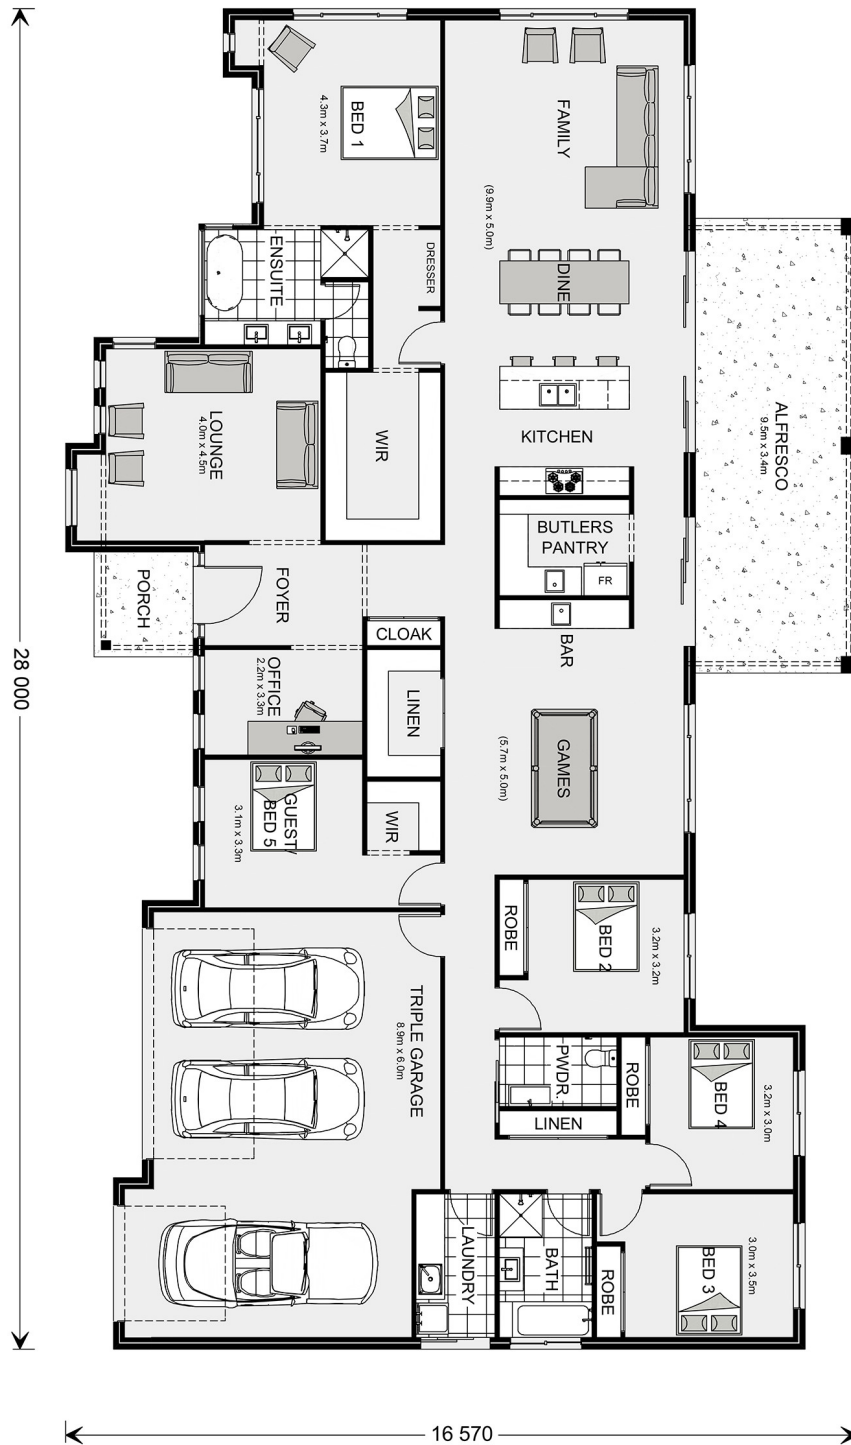 FAMILY
(9.9m x 5.0m)
BED 1
4.3m x 3.7m
ENSUITE
DRESSER
DINE
LOUNGE
4.0m x 4.5m
WIR
KITCHEN
ALFRESCO
9.5m x 3.4m
BUTLERS
PANTRY
FR
PORCH
FOYER
CLOAK
BAR
OFFICE
2.2m x 3.3m
LINEN
28 000
GAMES
(5.7m x 5.0m)
GUEST/
BED 5
3.1m x 3.3m
WIR
ROBE
BED 2
3.2m x 3.2m
TRIPLE GARAGE
8.9m x 6.0m
PWDR.
ROBE
BED 4
3.2m x 3.0m
LINEN
LAUNDRY
BATH
ROBE
BED 3
3.0m x 3.5m
16 570